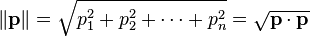 ‖𝐩‖ = √(p₁² + p₂² + ⋯ + pₙ²) = √(𝐩 · 𝐩)